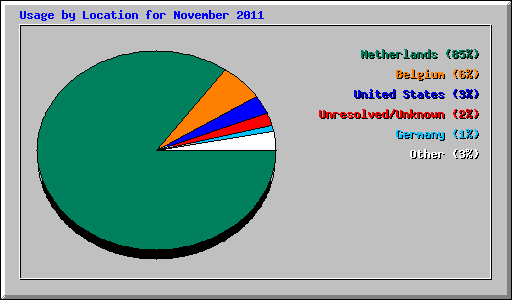 Usage by Location for November 2011
Netherlands (85%)
Belgium (6%)
United States (3%)
Unresolved/Unknown (2%)
Germany (1%)
Other (3%)